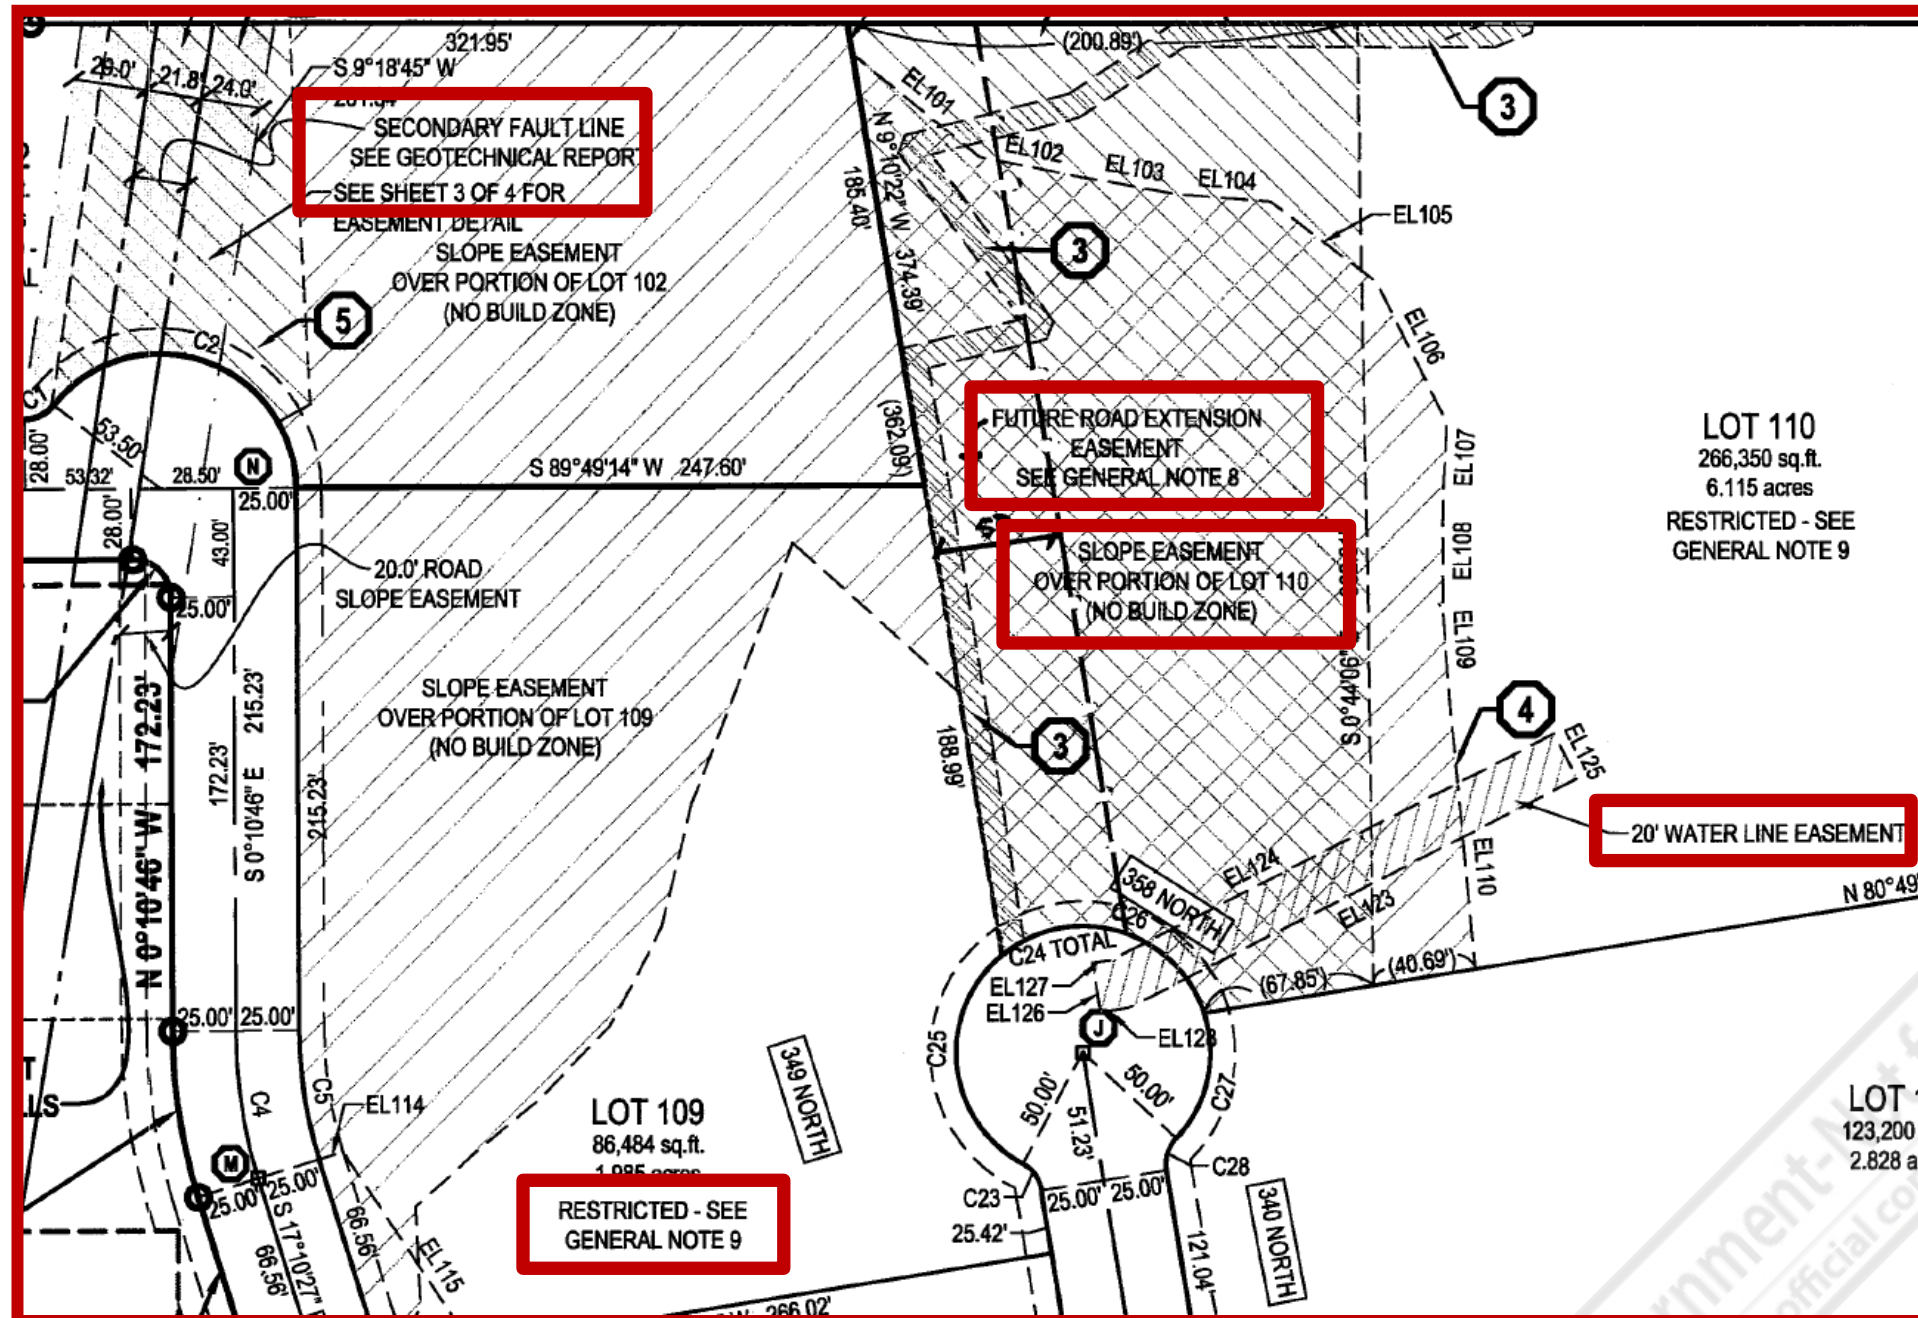 321.95'
(200.89')
S 9°18'45" W
29.0'
21.8'
24.0'
SECONDARY FAULT LINE
SEE GEOTECHNICAL REPORT
SEE SHEET 3 OF 4 FOR
EASEMENT DETAIL
SLOPE EASEMENT
OVER PORTION OF LOT 102
(NO BUILD ZONE)
5
3
EL101
EL102
EL103
EL104
EL105
EL106
EL107
EL108
EL109
EL110
N 9°10'22" W 374.39'
185.40'
(362.09')
188.99'
3
C2
C1
53.50'
28.00'
53.32'
28.50'
N
25.00'
S 89°49'14" W 247.60'
FUTURE ROAD EXTENSION
EASEMENT
SEE GENERAL NOTE 8
SLOPE EASEMENT
OVER PORTION OF LOT 110
(NO BUILD ZONE)
LOT 110
266,350 sq.ft.
6.115 acres
RESTRICTED - SEE
GENERAL NOTE 9
28.00'
43.00'
25.00'
20.0' ROAD
SLOPE EASEMENT
SLOPE EASEMENT
OVER PORTION OF LOT 109
(NO BUILD ZONE)
N 0°10'46" W 172.23'
172.23'
S 0°10'46" E 215.23'
215.23'
S 0°44'06"
3
4
EL125
20' WATER LINE EASEMENT
EL124
EL123
N 80°49
358 NORTH
C26
C24 TOTAL
EL127
EL126
EL128
J
(67.85')
(40.69')
25.00'
25.00'
C25
C27
50.00'
50.00'
51.23'
349 NORTH
340 NORTH
C4
C5
EL114
M
25.00'
25.00'
S 17°10'27"
66.56'
66.56'
EL115
LOT 109
86,484 sq.ft.
1.985 acres
RESTRICTED - SEE
GENERAL NOTE 9
C23
25.42'
25.00'
25.00'
C28
121.04'
266.02'
LOT
123,200
2.828 a
LLS
official